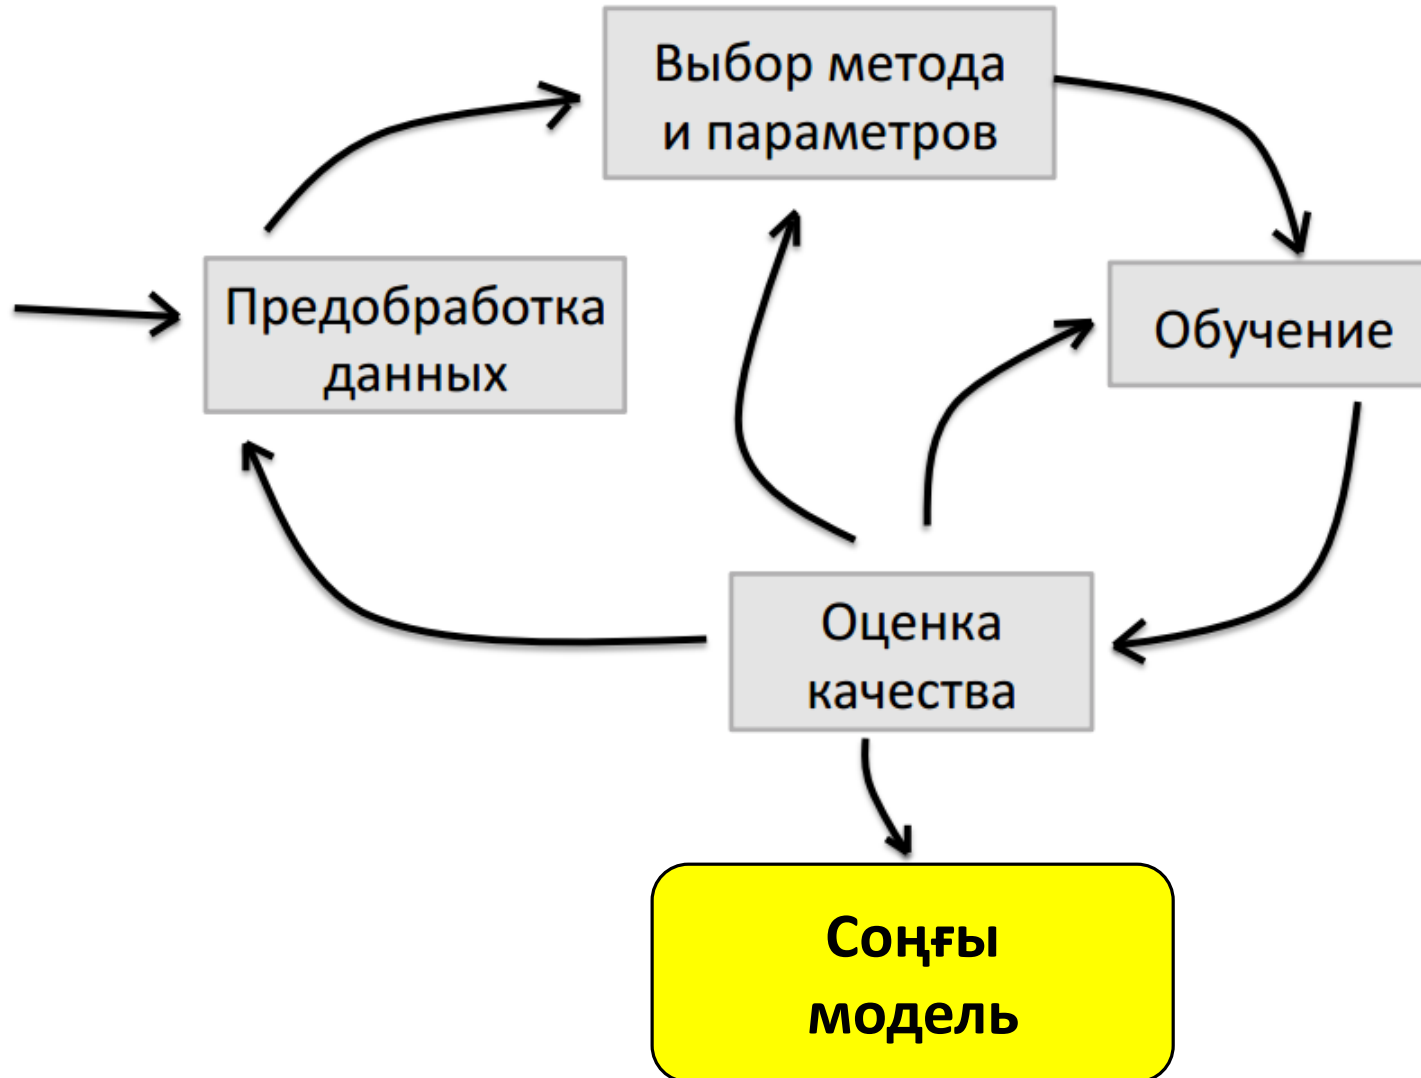 Выбор метода
и параметров
Предобработка
данных
Обучение
Оценка
качества
Соңғы
модель